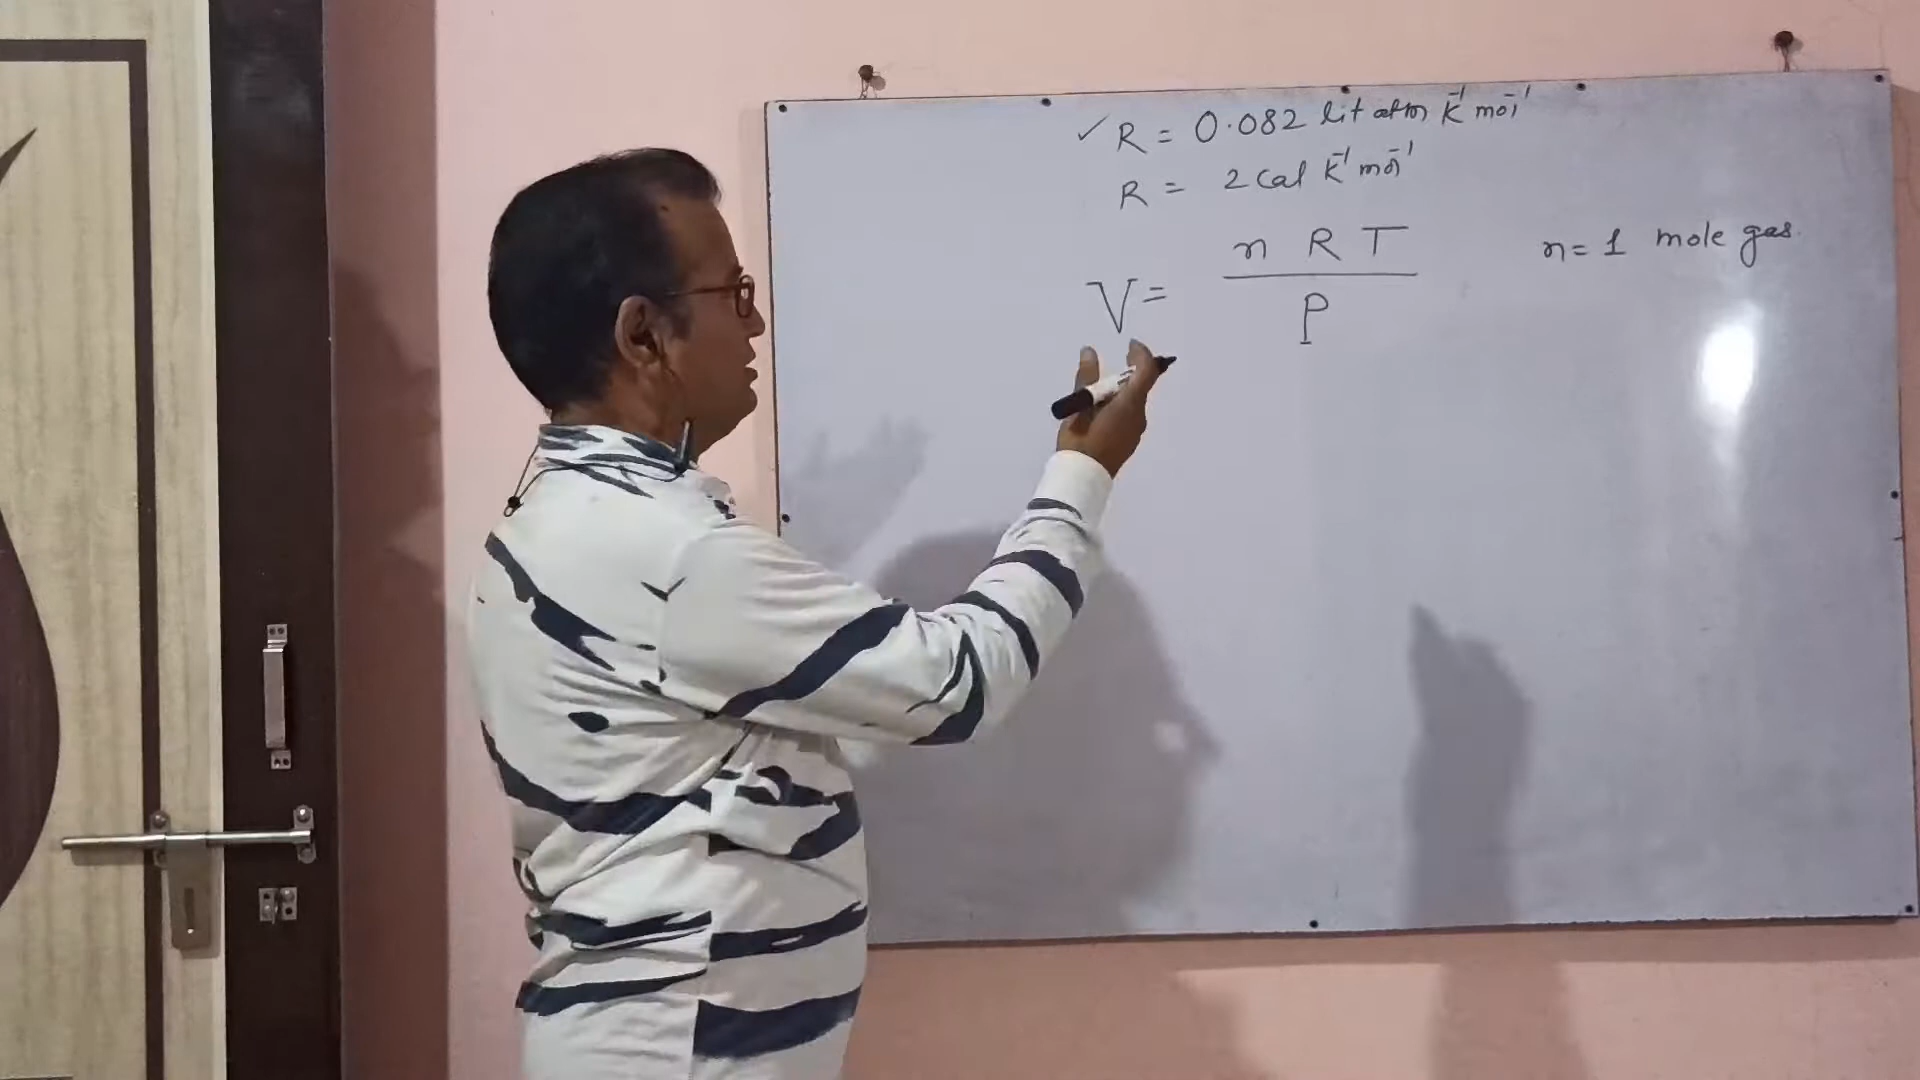 ✓ R = 0.082 lit atm K⁻¹ mol⁻¹
R = 2 Cal K⁻¹ mol⁻¹
V = n R T / P
n = 1 mole gas.